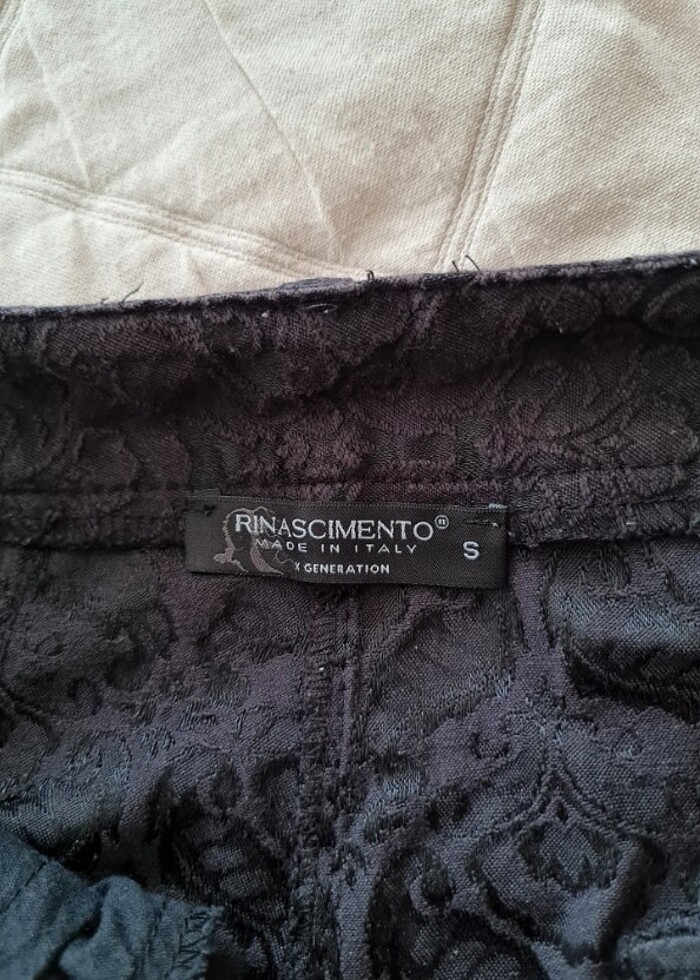 RINASCIMENTO®
MADE IN ITALY
X GENERATION
S